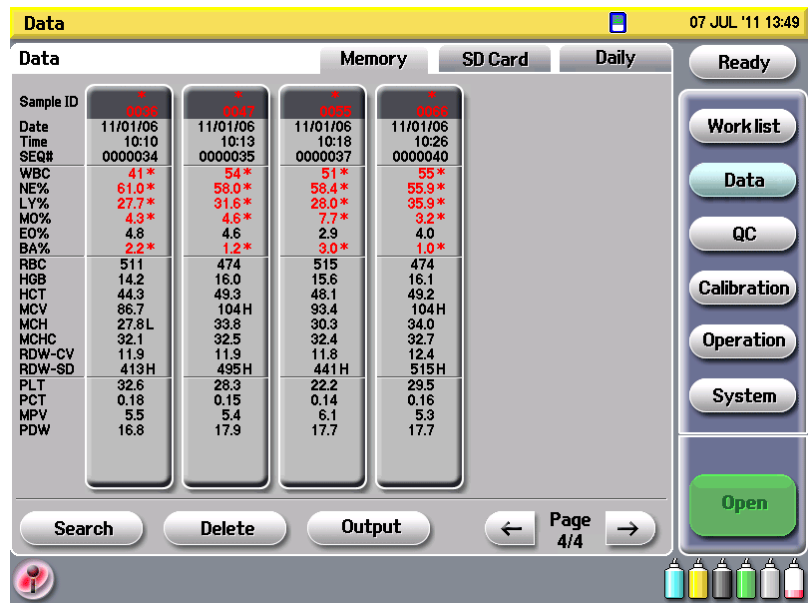 Data 07 JUL '11 13:49
Data Memory SD Card Daily Ready
Sample ID * * * *
0036 0047 0055 0066
Date 11/01/06 11/01/06 11/01/06 11/01/06
Time 10:10 10:13 10:18 10:26
SEQ# 0000034 0000035 0000037 0000040
WBC 41* 54* 51* 55*
NE% 61.0* 58.0* 58.4* 55.9*
LY% 27.7* 31.6* 28.0* 35.9*
MO% 4.3* 4.6* 7.7* 3.2*
EO% 4.8 4.6 2.9 4.0
BA% 2.2* 1.2* 3.0* 1.0*
RBC 511 474 515 474
HGB 14.2 16.0 15.6 16.1
HCT 44.3 49.3 48.1 49.2
MCV 86.7 104H 93.4 104H
MCH 27.8L 33.8 30.3 34.0
MCHC 32.1 32.5 32.4 32.7
RDW-CV 11.9 11.9 11.8 12.4
RDW-SD 413H 495H 441H 515H
PLT 32.6 28.3 22.2 29.5
PCT 0.18 0.15 0.14 0.16
MPV 5.5 5.4 6.1 5.3
PDW 16.8 17.9 17.7 17.7
Work list
Data
QC
Calibration
Operation
System
Open
Search Delete Output ← Page →
4/4